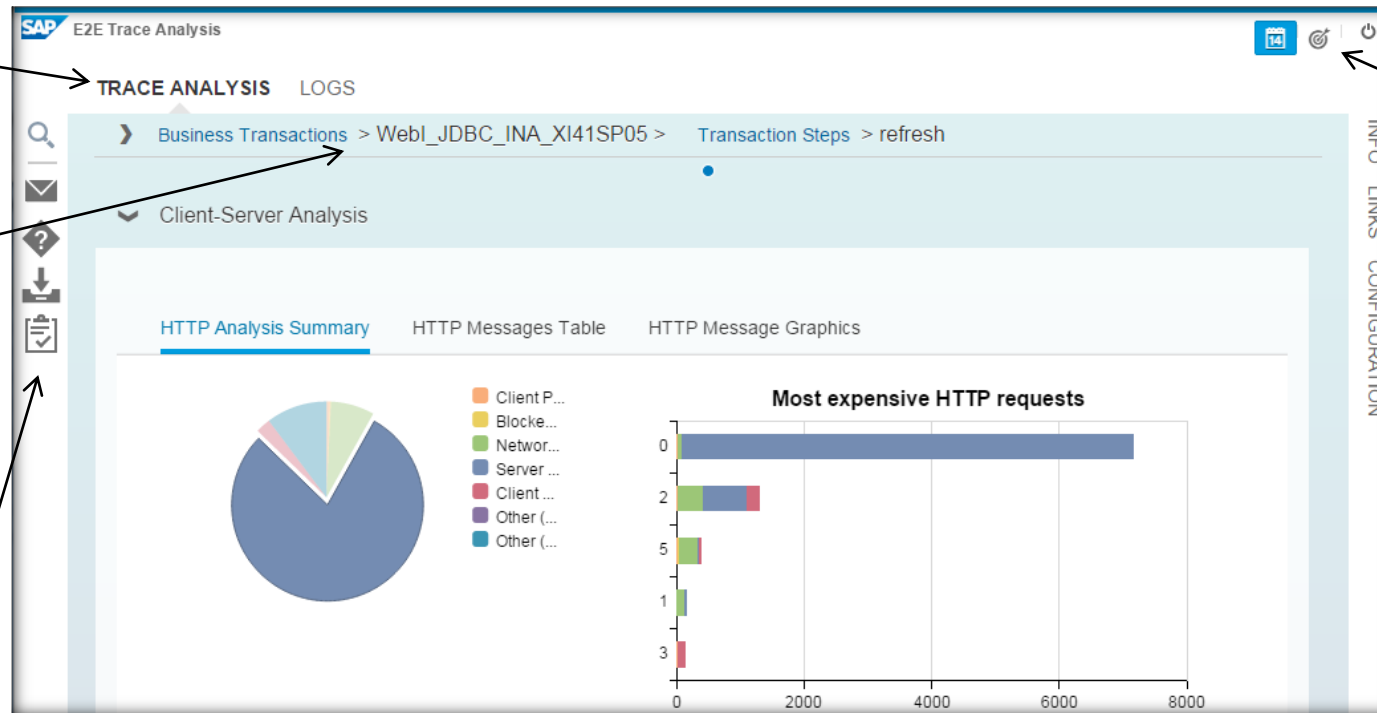 SAP E2E Trace Analysis
14
TRACE ANALYSIS LOGS
Business Transactions > WebI_JDBC_INA_XI41SP05 > Transaction Steps > refresh
Client-Server Analysis
HTTP Analysis Summary HTTP Messages Table HTTP Message Graphics
Client P...
Blocke...
Networ...
Server ...
Client ...
Other (...
Other (...
Most expensive HTTP requests
0
2
5
1
3
0 2000 4000 6000 8000
INFO LINKS CONFIGURATION